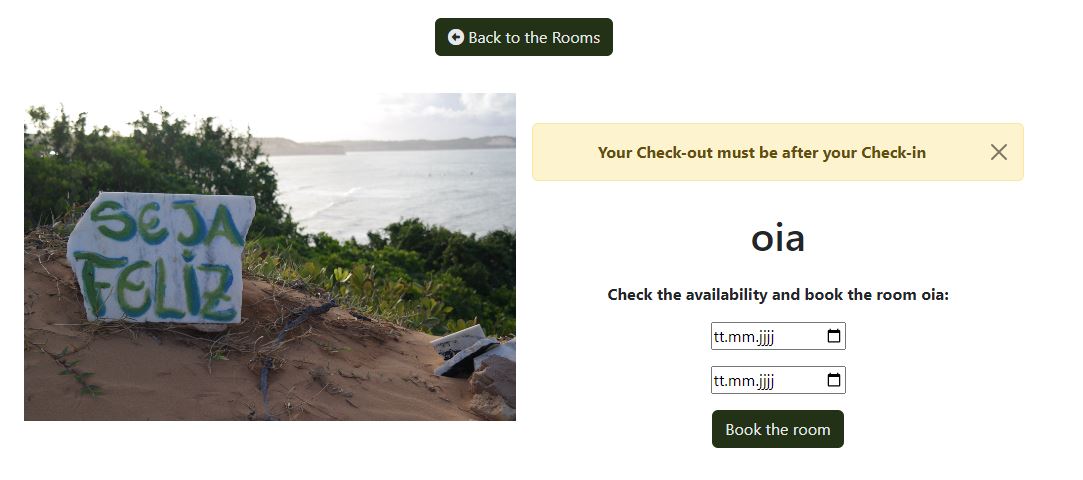 Back to the Rooms
SEJA
FELIZ
Your Check-out must be after your Check-in
oia
Check the availability and book the room oia:
tt.mm.jjjj
tt.mm.jjjj
Book the room